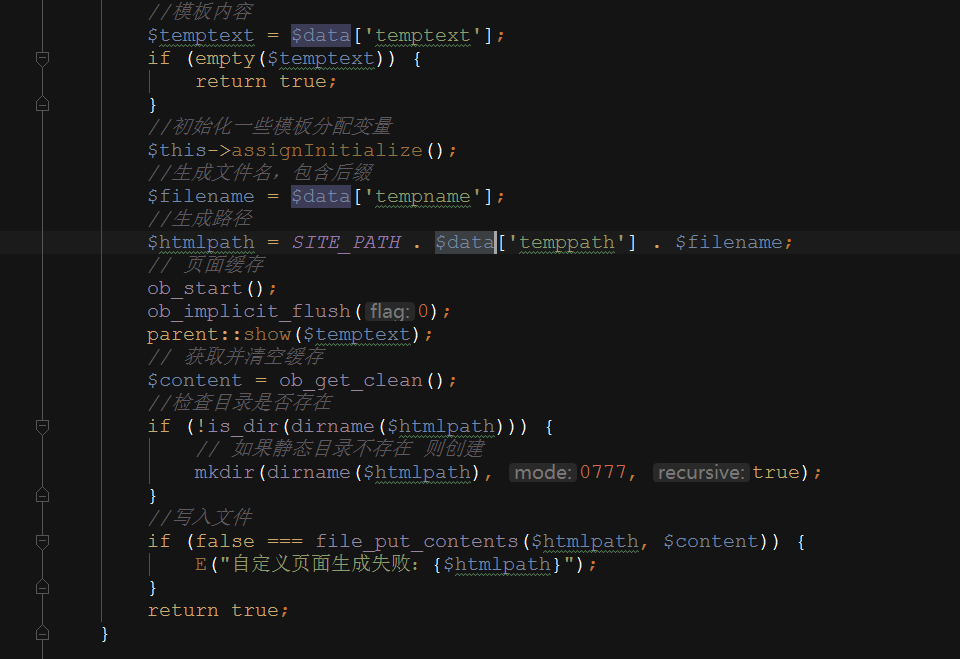 //模板内容
$temptext = $data['temptext'];
if (empty($temptext)) {
return true;
}
//初始化一些模板分配变量
$this->assignInitialize();
//生成文件名，包含后缀
$filename = $data['tempname'];
//生成路径
$htmlpath = SITE_PATH . $data['temppath'] . $filename;
// 页面缓存
ob_start();
ob_implicit_flush( flag: 0);
parent::show($temptext);
// 获取并清空缓存
$content = ob_get_clean();
//检查目录是否存在
if (!is_dir(dirname($htmlpath))) {
// 如果静态目录不存在 则创建
mkdir(dirname($htmlpath), mode: 0777, recursive: true);
}
//写入文件
if (false === file_put_contents($htmlpath, $content)) {
E("自定义页面生成失败：{$htmlpath}");
}
return true;
}